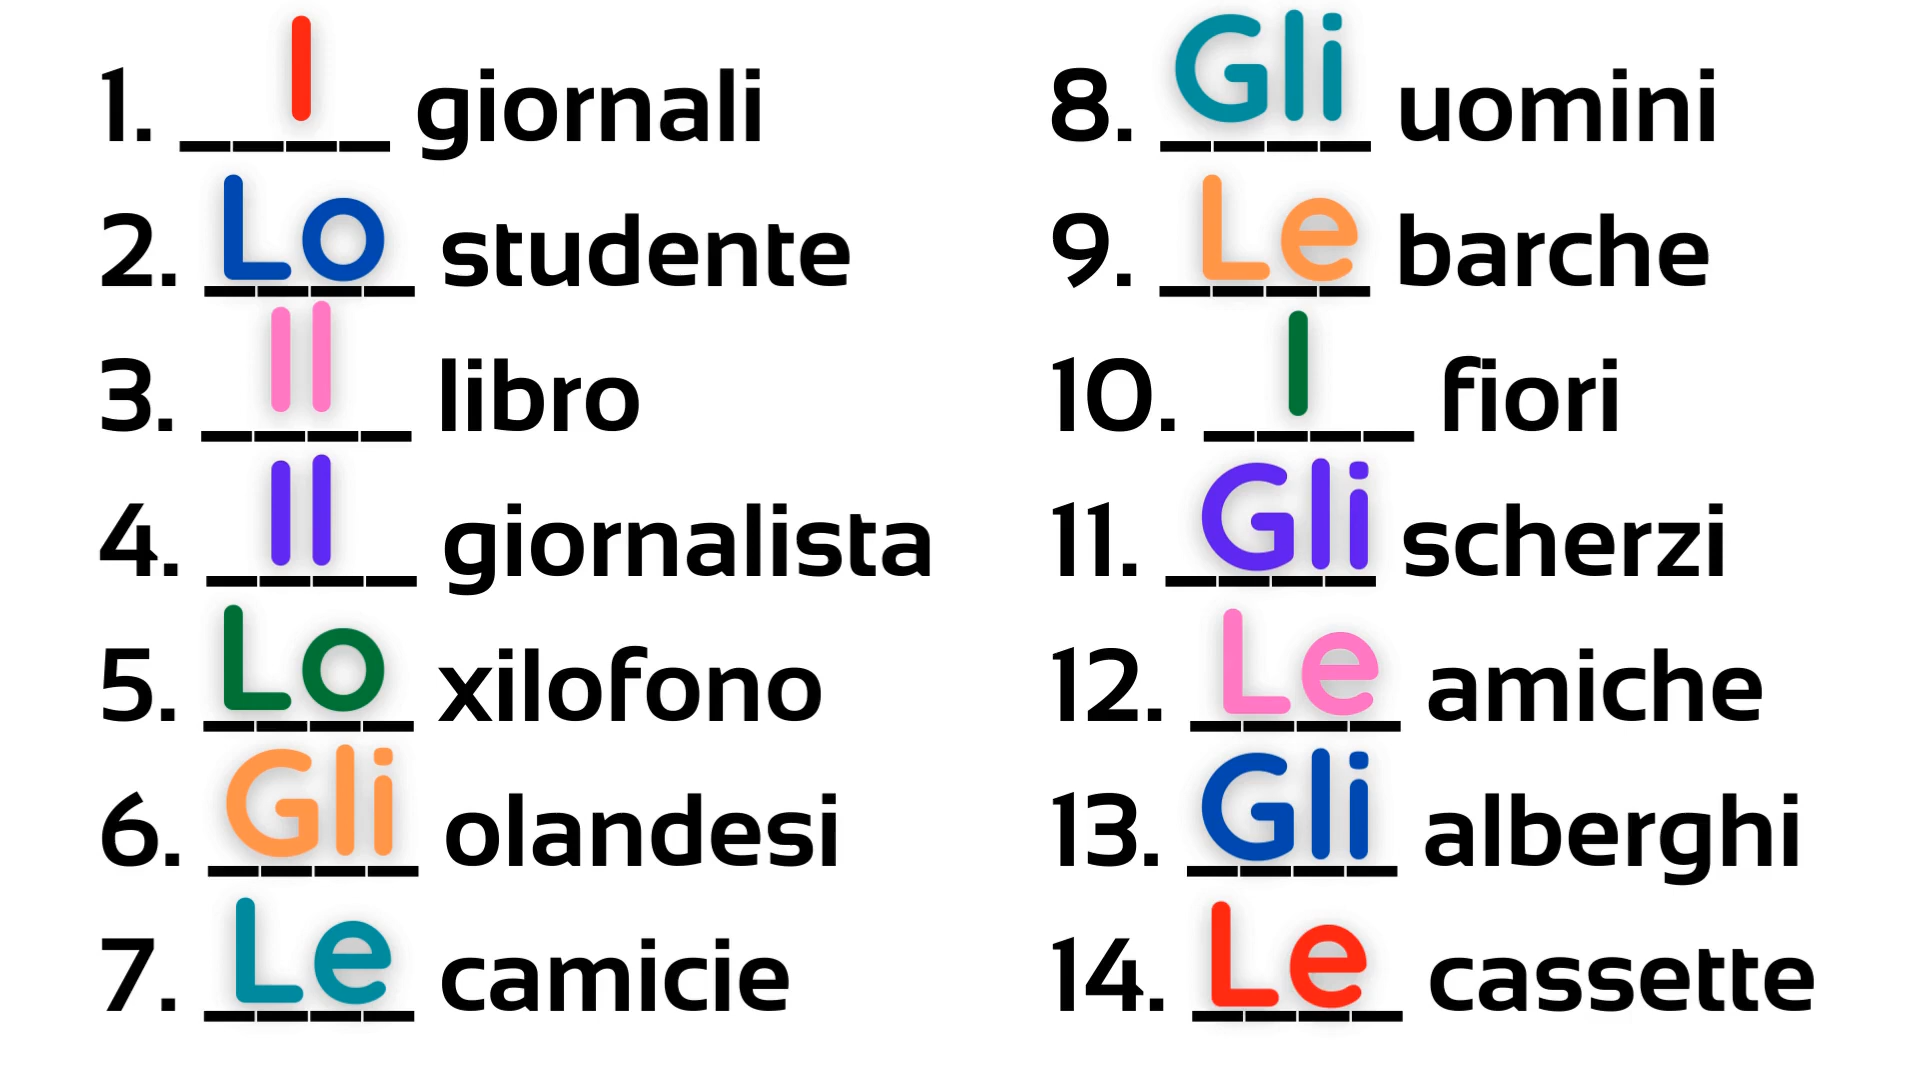 1. I giornali
2. Lo studente
3. Il libro
4. Il giornalista
5. Lo xilofono
6. Gli olandesi
7. Le camicie
8. Gli uomini
9. Le barche
10. I fiori
11. Gli scherzi
12. Le amiche
13. Gli alberghi
14. Le cassette